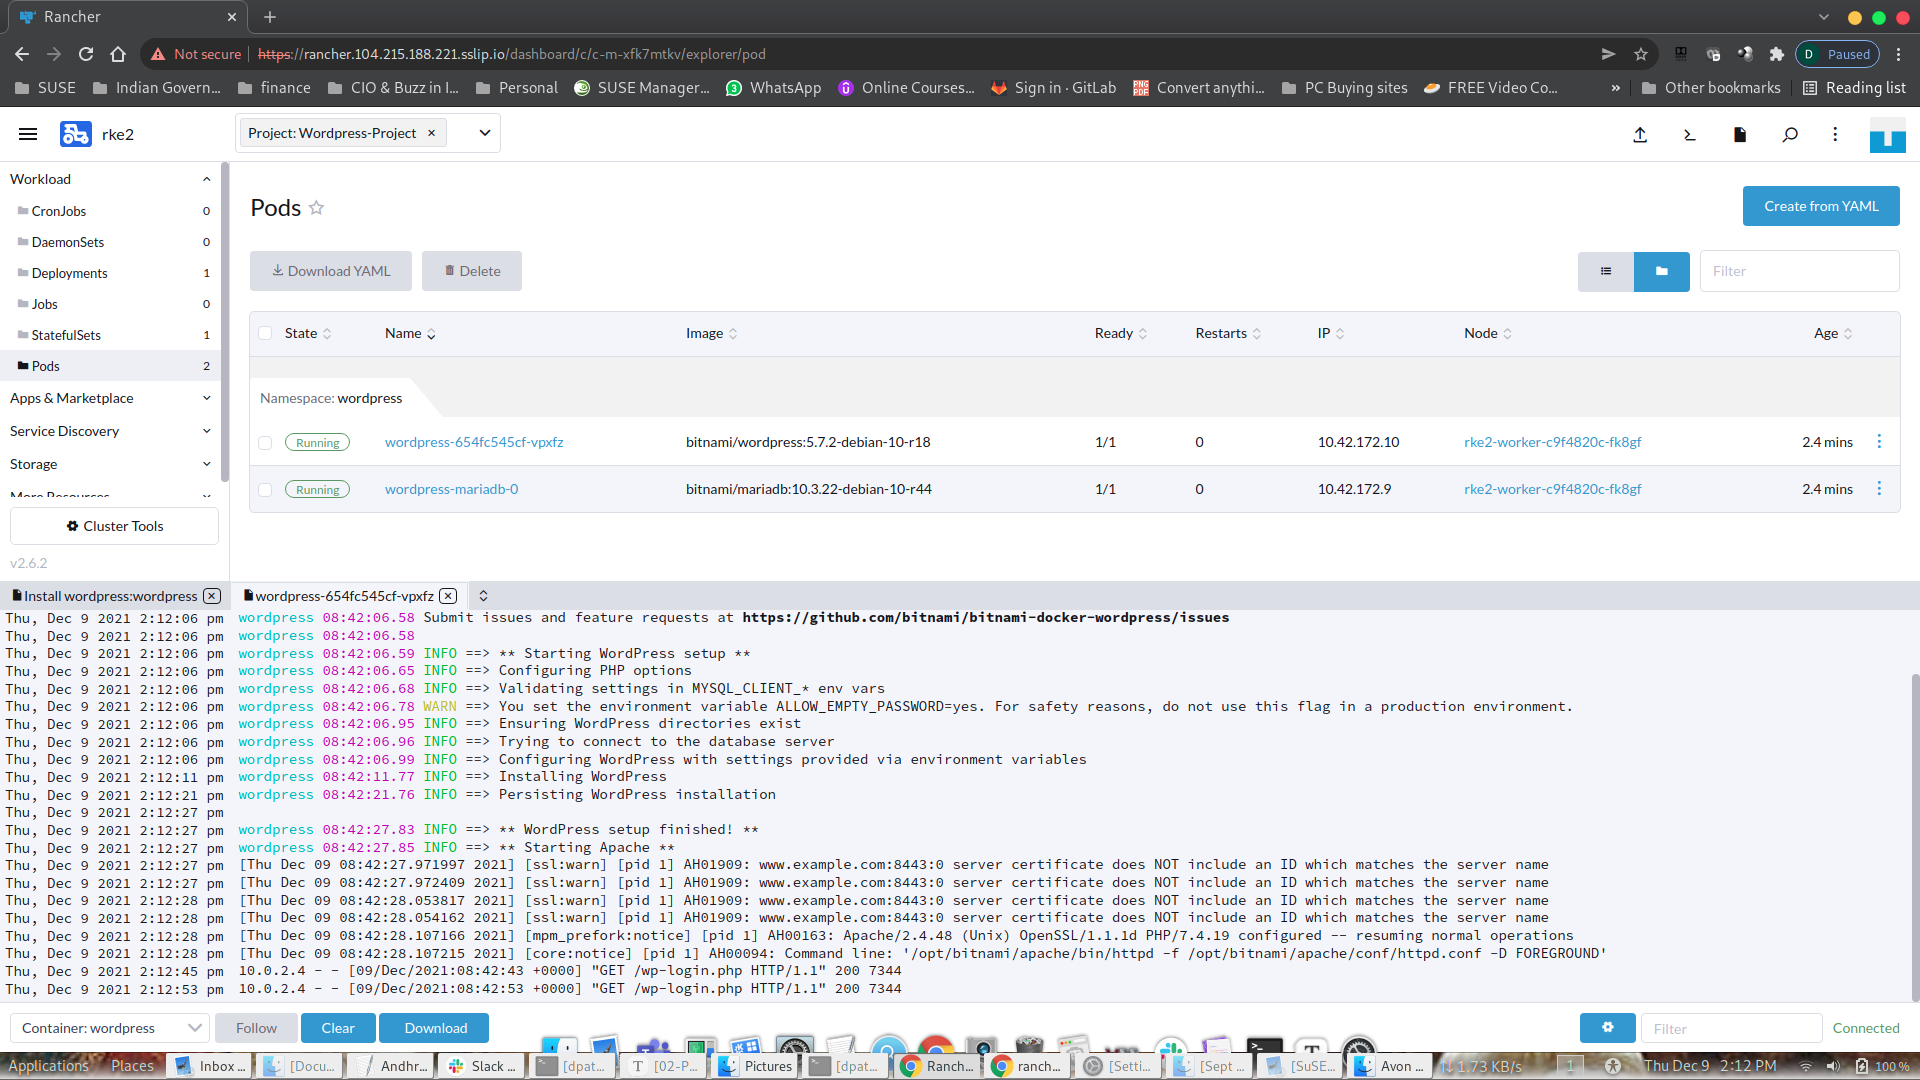 Rancher
Not secure https://rancher.104.215.188.221.sslip.io/dashboard/c/c-m-xfk7mtkv/explorer/pod
D Paused
SUSE Indian Govern... finance CIO & Buzz in I... Personal SUSE Manager... WhatsApp Online Courses... Sign in · GitLab Convert anythi... PC Buying sites FREE Video Co... » Other bookmarks Reading list
rke2 Project: Wordpress-Project
Workload
CronJobs 0
DaemonSets 0
Deployments 1
Jobs 0
StatefulSets 1
Pods 2
Apps & Marketplace
Service Discovery
Storage
More Resources
Cluster Tools
v2.6.2
Pods
Create from YAML
Download YAML Delete Filter
State Name Image Ready Restarts IP Node Age
Namespace: wordpress
Running wordpress-654fc545cf-vpxfz bitnami/wordpress:5.7.2-debian-10-r18 1/1 0 10.42.172.10 rke2-worker-c9f4820c-fk8gf 2.4 mins
Running wordpress-mariadb-0 bitnami/mariadb:10.3.22-debian-10-r44 1/1 0 10.42.172.9 rke2-worker-c9f4820c-fk8gf 2.4 mins
Install wordpress:wordpress wordpress-654fc545cf-vpxfz
Thu, Dec 9 2021 2:12:06 pm wordpress 08:42:06.58 Submit issues and feature requests at https://github.com/bitnami/bitnami-docker-wordpress/issues
Thu, Dec 9 2021 2:12:06 pm wordpress 08:42:06.58
Thu, Dec 9 2021 2:12:06 pm wordpress 08:42:06.59 INFO ==> ** Starting WordPress setup **
Thu, Dec 9 2021 2:12:06 pm wordpress 08:42:06.65 INFO ==> Configuring PHP options
Thu, Dec 9 2021 2:12:06 pm wordpress 08:42:06.68 INFO ==> Validating settings in MYSQL_CLIENT_* env vars
Thu, Dec 9 2021 2:12:06 pm wordpress 08:42:06.78 WARN ==> You set the environment variable ALLOW_EMPTY_PASSWORD=yes. For safety reasons, do not use this flag in a production environment.
Thu, Dec 9 2021 2:12:06 pm wordpress 08:42:06.95 INFO ==> Ensuring WordPress directories exist
Thu, Dec 9 2021 2:12:06 pm wordpress 08:42:06.96 INFO ==> Trying to connect to the database server
Thu, Dec 9 2021 2:12:06 pm wordpress 08:42:06.99 INFO ==> Configuring WordPress with settings provided via environment variables
Thu, Dec 9 2021 2:12:11 pm wordpress 08:42:11.77 INFO ==> Installing WordPress
Thu, Dec 9 2021 2:12:21 pm wordpress 08:42:21.76 INFO ==> Persisting WordPress installation
Thu, Dec 9 2021 2:12:27 pm
Thu, Dec 9 2021 2:12:27 pm wordpress 08:42:27.83 INFO ==> ** WordPress setup finished! **
Thu, Dec 9 2021 2:12:27 pm wordpress 08:42:27.85 INFO ==> ** Starting Apache **
Thu, Dec 9 2021 2:12:27 pm [Thu Dec 09 08:42:27.971997 2021] [ssl:warn] [pid 1] AH01909: www.example.com:8443:0 server certificate does NOT include an ID which matches the server name
Thu, Dec 9 2021 2:12:27 pm [Thu Dec 09 08:42:27.972409 2021] [ssl:warn] [pid 1] AH01909: www.example.com:8443:0 server certificate does NOT include an ID which matches the server name
Thu, Dec 9 2021 2:12:28 pm [Thu Dec 09 08:42:28.053817 2021] [ssl:warn] [pid 1] AH01909: www.example.com:8443:0 server certificate does NOT include an ID which matches the server name
Thu, Dec 9 2021 2:12:28 pm [Thu Dec 09 08:42:28.054162 2021] [ssl:warn] [pid 1] AH01909: www.example.com:8443:0 server certificate does NOT include an ID which matches the server name
Thu, Dec 9 2021 2:12:28 pm [Thu Dec 09 08:42:28.107166 2021] [mpm_prefork:notice] [pid 1] AH00163: Apache/2.4.48 (Unix) OpenSSL/1.1.1d PHP/7.4.19 configured -- resuming normal operations
Thu, Dec 9 2021 2:12:28 pm [Thu Dec 09 08:42:28.107215 2021] [core:notice] [pid 1] AH00094: Command line: '/opt/bitnami/apache/bin/httpd -f /opt/bitnami/apache/conf/httpd.conf -D FOREGROUND'
Thu, Dec 9 2021 2:12:45 pm 10.0.2.4 - - [09/Dec/2021:08:42:43 +0000] "GET /wp-login.php HTTP/1.1" 200 7344
Thu, Dec 9 2021 2:12:53 pm 10.0.2.4 - - [09/Dec/2021:08:42:53 +0000] "GET /wp-login.php HTTP/1.1" 200 7344
Container: wordpress Follow Clear Download Filter Connected
Applications Places Inbox ... [Docu... Andhr... Slack ... [dpat... [02-P... Pictures [dpat... Ranch... ranch... [Setti... [Sept ... [SuSE... Avon ... 1.73 KB/s 1 Thu Dec 9 2:12 PM 100 %